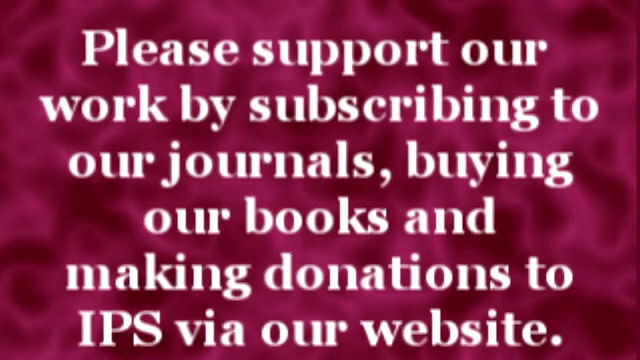 Please support our
work by subscribing to
our journals, buying
our books and
making donations to
IPS via our website.